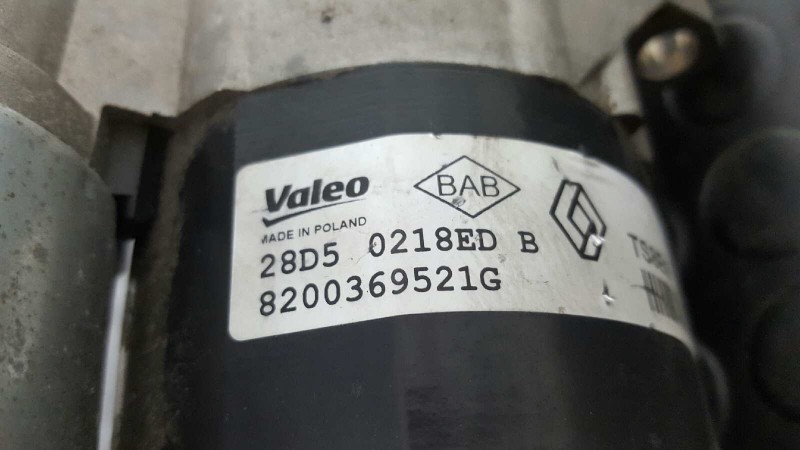 Valeo
BAB
MADE IN POLAND
28D5 0218ED B
8200369521G